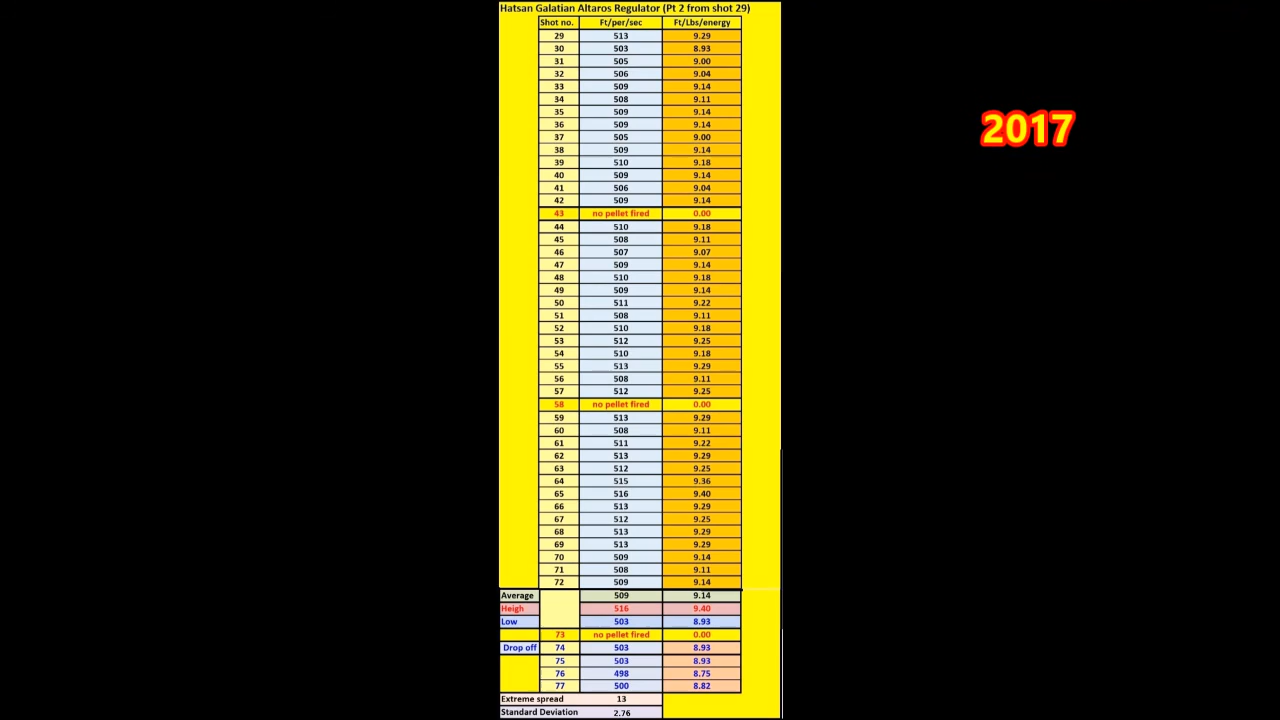 Hatsan Galatian Altaros Regulator (Pt 2 from shot 29)
Shot no. Ft/per/sec Ft/Lbs/energy
29 513 9.29
30 503 8.93
31 505 9.00
32 506 9.04
33 509 9.14
34 508 9.11
35 509 9.14
36 509 9.14
37 505 9.00
38 509 9.14
39 510 9.18
40 509 9.14
41 506 9.04
42 509 9.14
43 no pellet fired 0.00
44 510 9.18
45 508 9.11
46 507 9.07
47 509 9.14
48 510 9.18
49 509 9.14
50 511 9.22
51 508 9.11
52 510 9.18
53 512 9.25
54 510 9.18
55 513 9.29
56 508 9.11
57 512 9.25
58 no pellet fired 0.00
59 513 9.29
60 508 9.11
61 511 9.22
62 513 9.29
63 512 9.25
64 515 9.36
65 516 9.40
66 513 9.29
67 512 9.25
68 513 9.29
69 513 9.29
70 509 9.14
71 508 9.11
72 509 9.14
Average 509 9.14
Heigh 516 9.40
Low 503 8.93
73 no pellet fired 0.00
Drop off 74 503 8.93
75 503 8.93
76 498 8.75
77 500 8.82
Extreme spread 13
Standard Deviation 2.76
2017